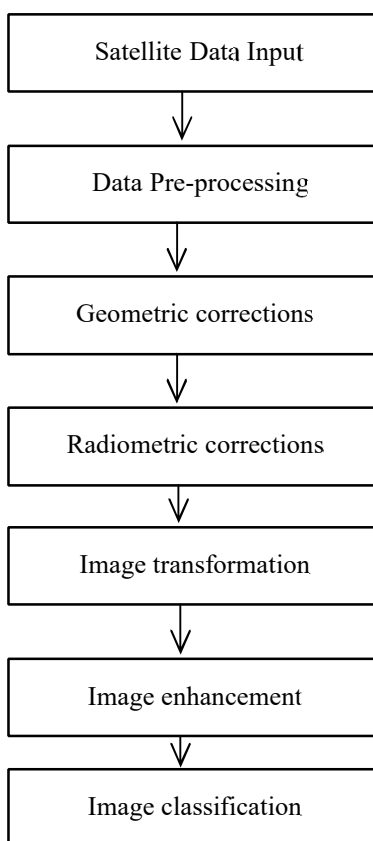 Satellite Data Input
Data Pre-processing
Geometric corrections
Radiometric corrections
Image transformation
Image enhancement
Image classification